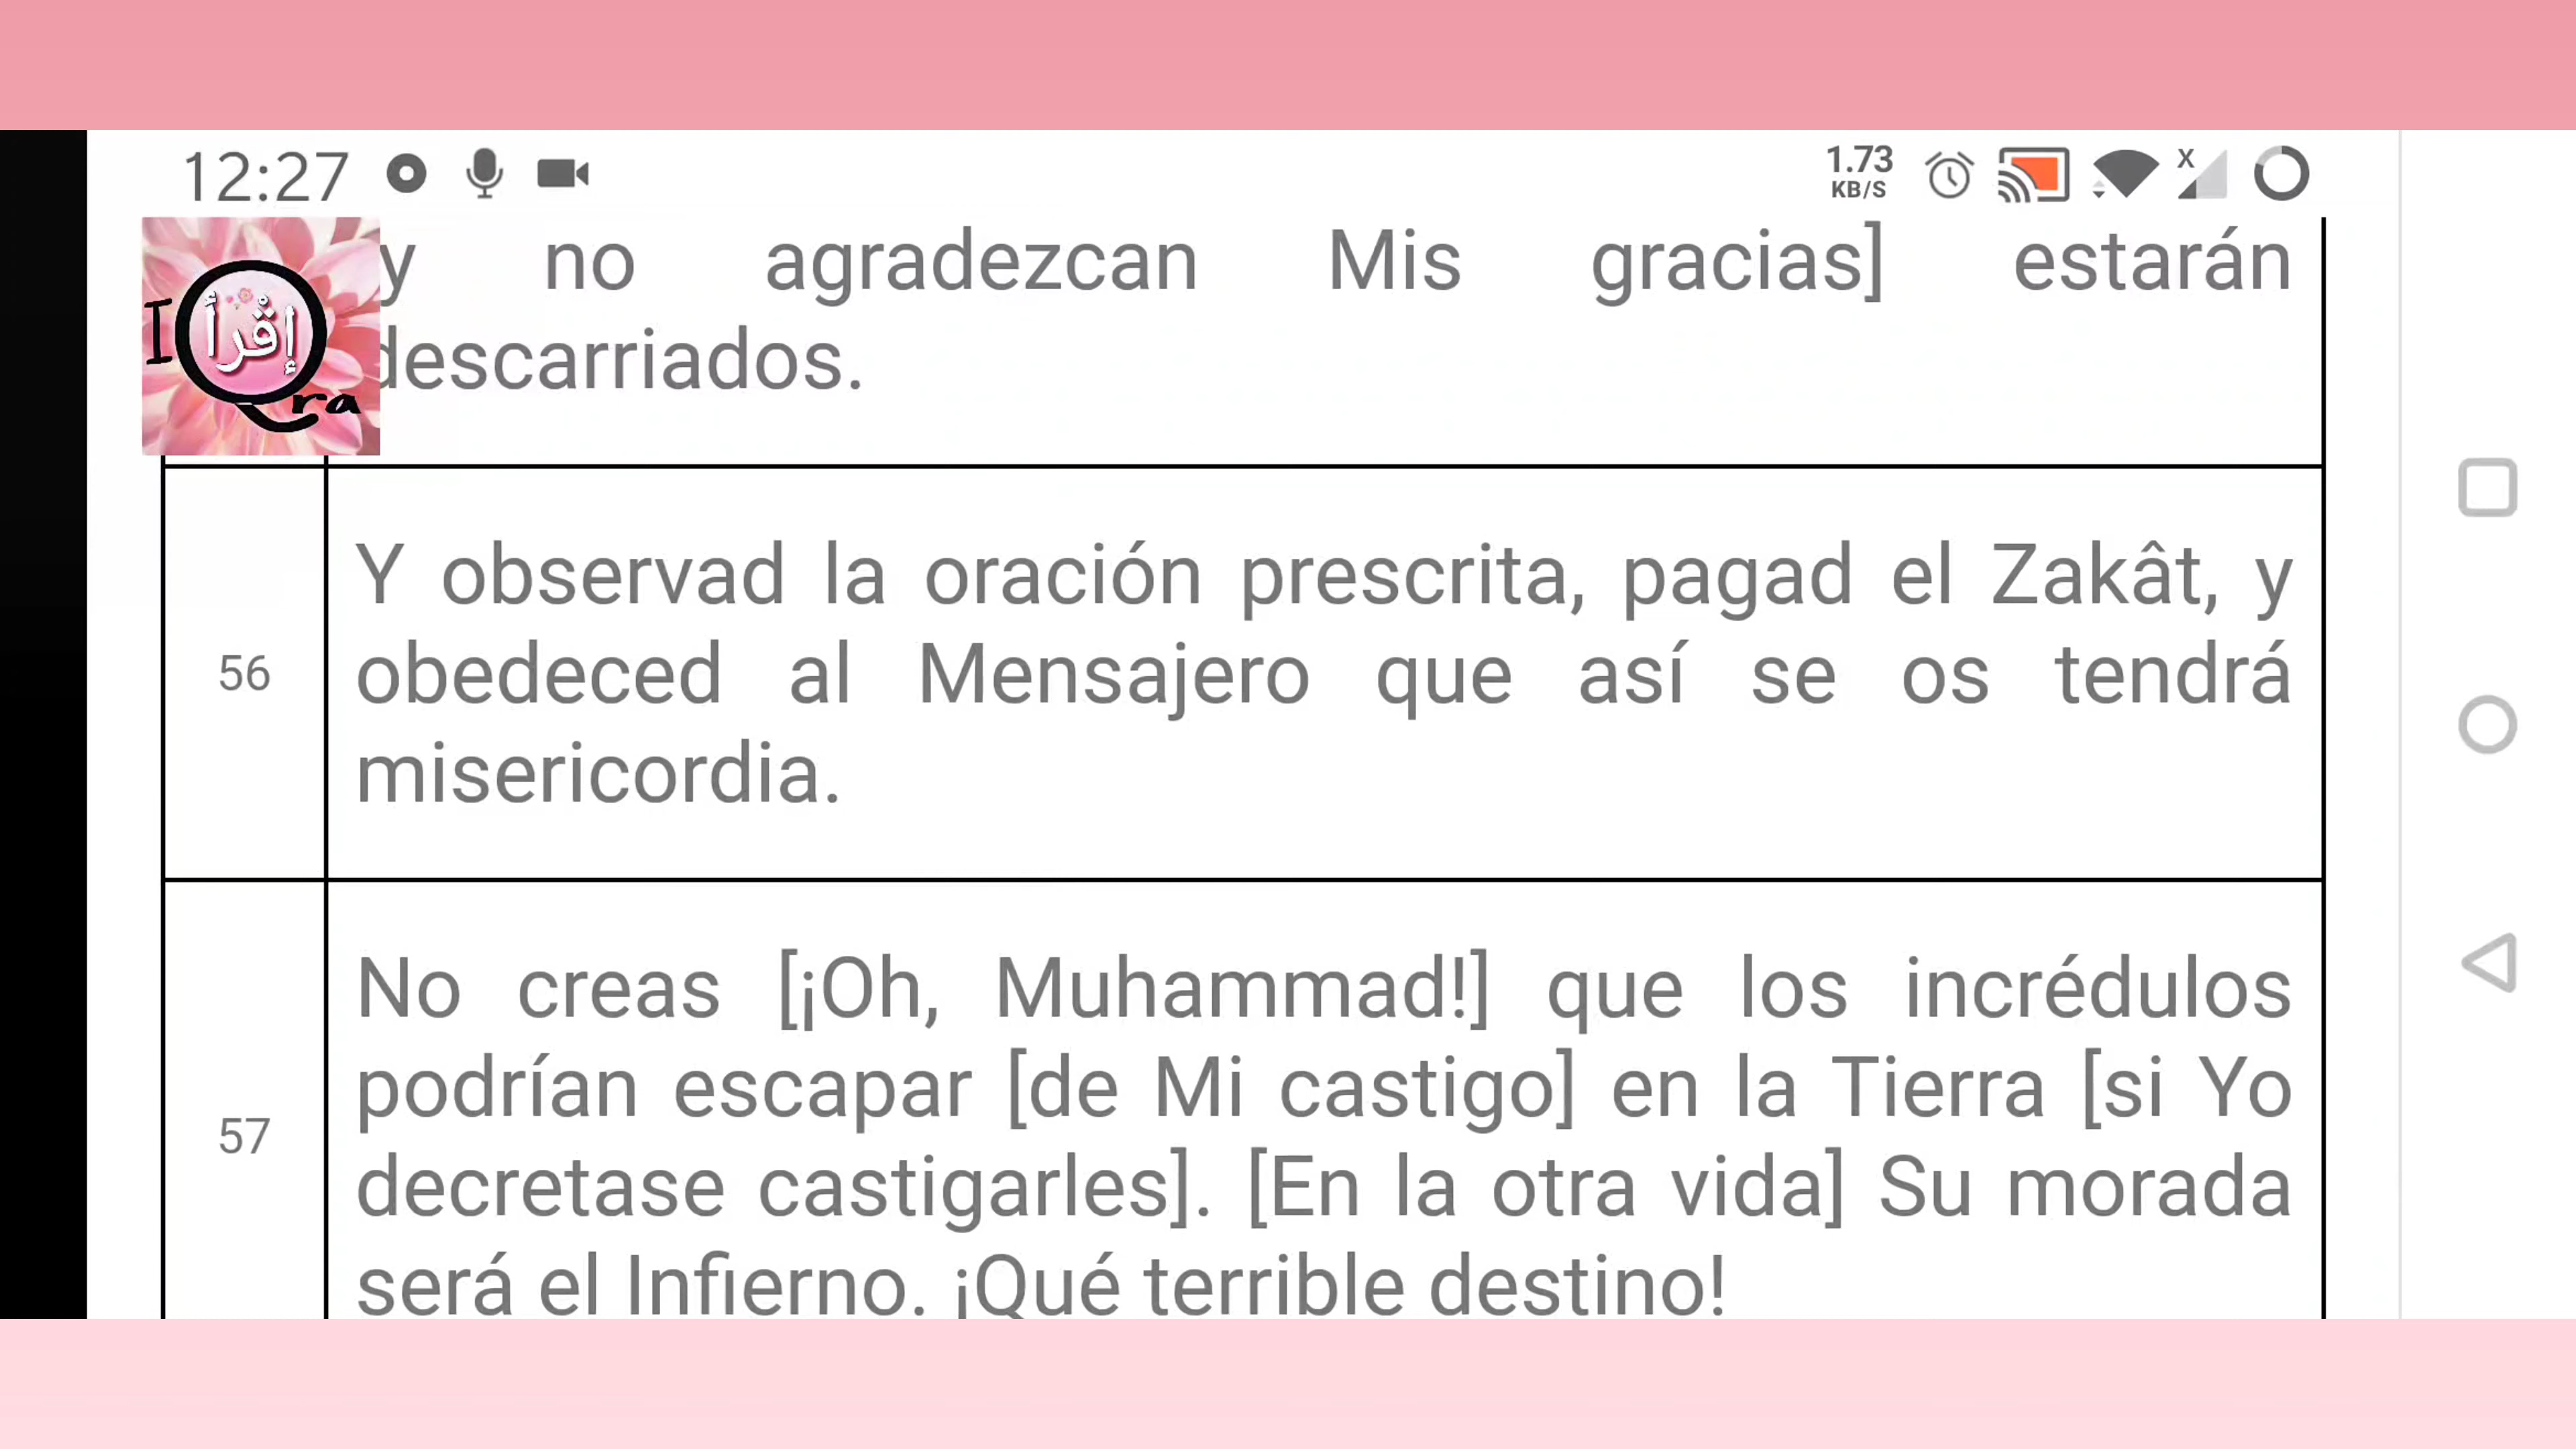 12:27
1.73
KB/S
X
y no agradezcan Mis gracias] estarán
descarriados.
إقْرأ
IQra
56
Y observad la oración prescrita, pagad el Zakât, y
obedeced al Mensajero que así se os tendrá
misericordia.
57
No creas [¡Oh, Muhammad!] que los incrédulos
podrían escapar [de Mi castigo] en la Tierra [si Yo
decretase castigarles]. [En la otra vida] Su morada
será el Infierno. ¡Qué terrible destino!